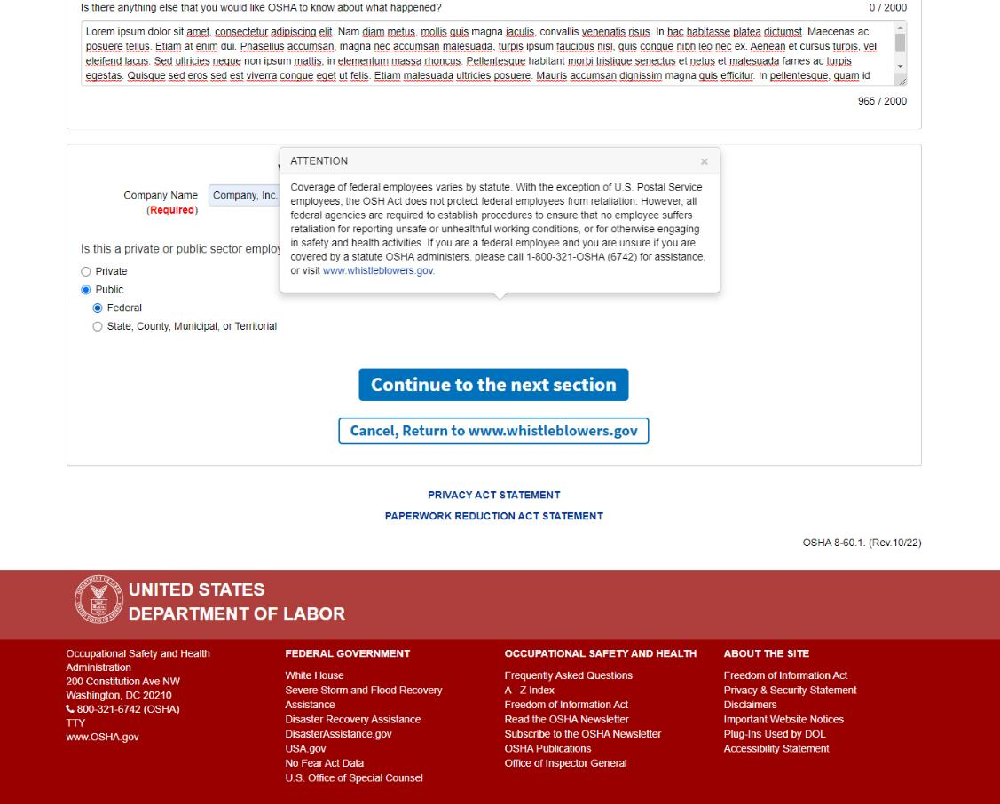 Is there anything else that you would like OSHA to know about what happened?
0 / 2000
Lorem ipsum dolor sit amet, consectetur adipiscing elit. Nam diam metus, mollis quis magna iaculis, convallis venenatis risus. In hac habitasse platea dictumst. Maecenas ac
posuere tellus. Etiam at enim dui. Phasellus accumsan, magna nec accumsan malesuada, turpis ipsum faucibus nisl, quis congue nibh leo nec ex. Aenean et cursus turpis, vel
eleifend lacus. Sed ultricies neque non ipsum mattis, in elementum massa rhoncus. Pellentesque habitant morbi tristique senectus et netus et malesuada fames ac turpis
egestas. Quisque sed eros sed est viverra congue eget ut felis. Etiam malesuada ultricies posuere. Mauris accumsan dignissim magna quis efficitur. In pellentesque, quam id
965 / 2000
ATTENTION
×
Coverage of federal employees varies by statute. With the exception of U.S. Postal Service
employees, the OSH Act does not protect federal employees from retaliation. However, all
federal agencies are required to establish procedures to ensure that no employee suffers
retaliation for reporting unsafe or unhealthful working conditions, or for otherwise engaging
in safety and health activities. If you are a federal employee and you are unsure if you are
covered by a statute OSHA administers, please call 1-800-321-OSHA (6742) for assistance,
or visit www.whistleblowers.gov.
Company Name
(Required)
Company, Inc.
Is this a private or public sector employ
Private
Public
Federal
State, County, Municipal, or Territorial
Continue to the next section
Cancel, Return to www.whistleblowers.gov
PRIVACY ACT STATEMENT
PAPERWORK REDUCTION ACT STATEMENT
OSHA 8-60.1. (Rev.10/22)
UNITED STATES
DEPARTMENT OF LABOR
Occupational Safety and Health
Administration
200 Constitution Ave NW
Washington, DC 20210
800-321-6742 (OSHA)
TTY
www.OSHA.gov
FEDERAL GOVERNMENT
White House
Severe Storm and Flood Recovery
Assistance
Disaster Recovery Assistance
DisasterAssistance.gov
USA.gov
No Fear Act Data
U.S. Office of Special Counsel
OCCUPATIONAL SAFETY AND HEALTH
Frequently Asked Questions
A - Z Index
Freedom of Information Act
Read the OSHA Newsletter
Subscribe to the OSHA Newsletter
OSHA Publications
Office of Inspector General
ABOUT THE SITE
Freedom of Information Act
Privacy & Security Statement
Disclaimers
Important Website Notices
Plug-Ins Used by DOL
Accessibility Statement